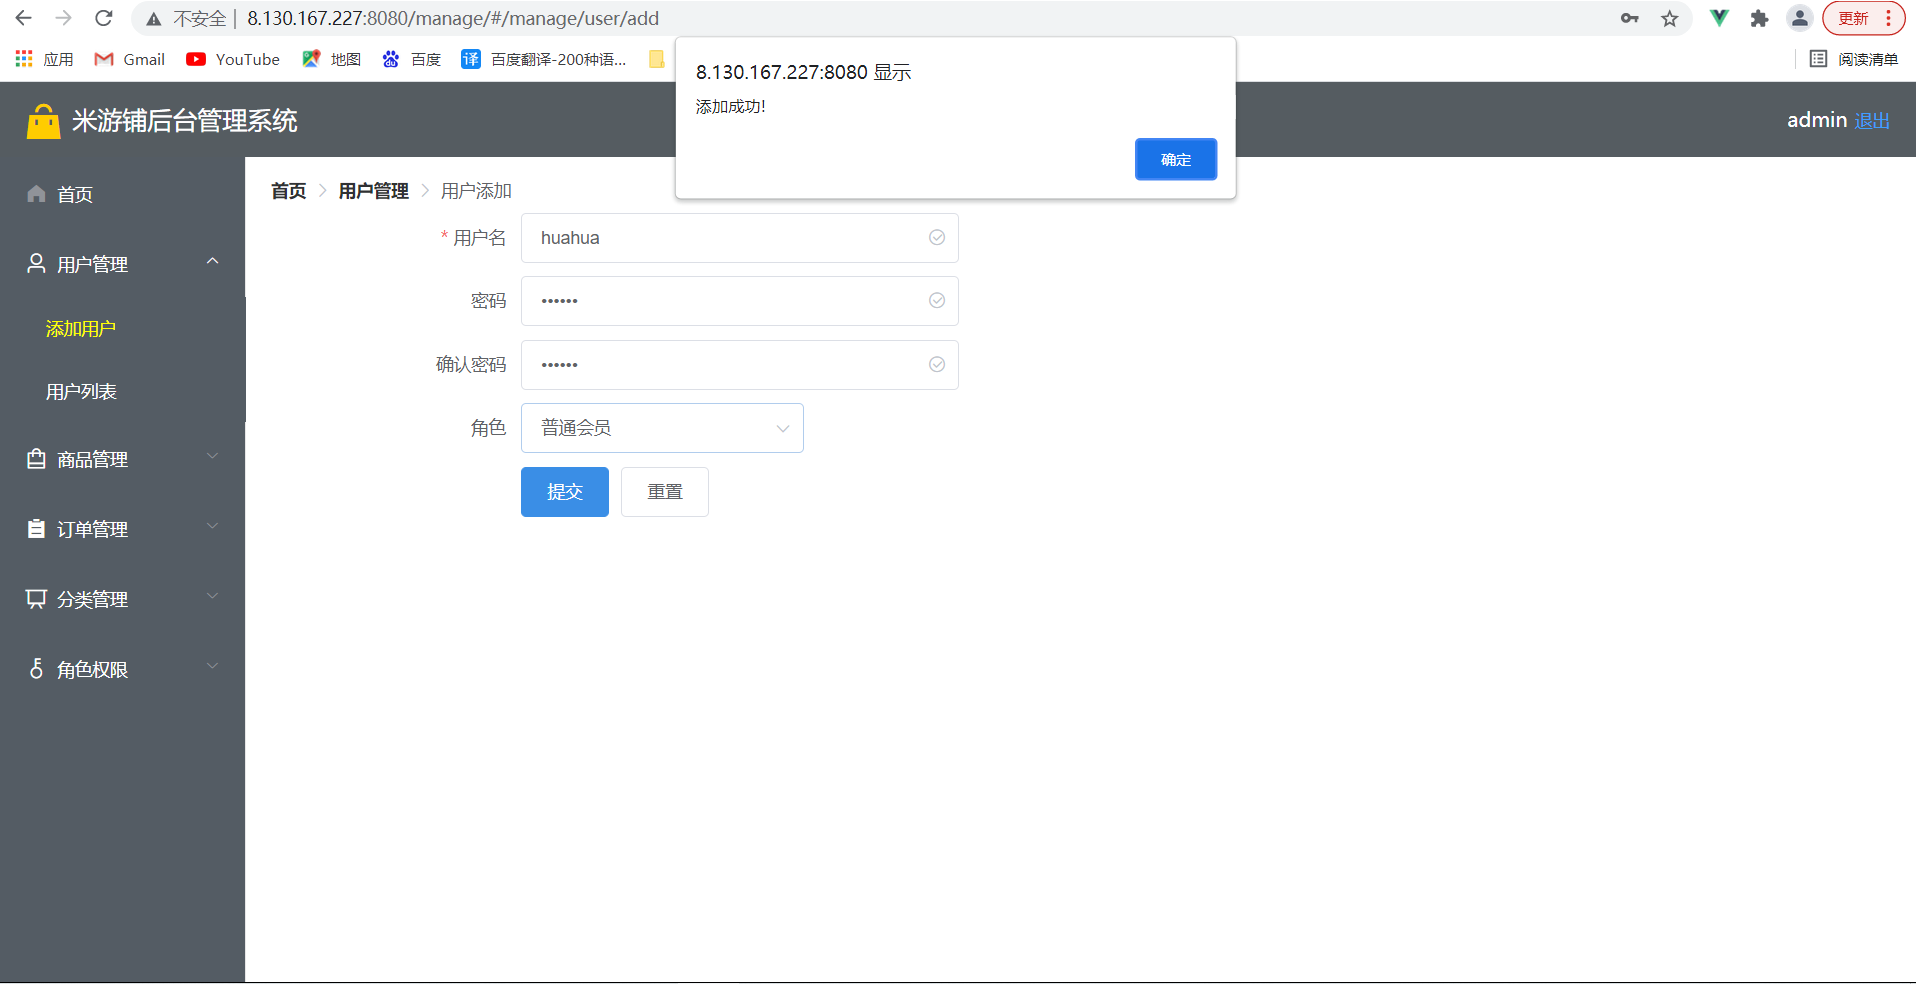 不安全 | 8.130.167.227:8080/manage/#/manage/user/add
更新
应用 Gmail YouTube 地图 百度 译 百度翻译-200种语... 阅读清单
8.130.167.227:8080 显示
添加成功!
确定
米游铺后台管理系统
admin 退出
首页
用户管理
添加用户
用户列表
商品管理
订单管理
分类管理
角色权限
首页 > 用户管理 > 用户添加
* 用户名 huahua
密码 ••••••
确认密码 ••••••
角色 普通会员
提交 重置